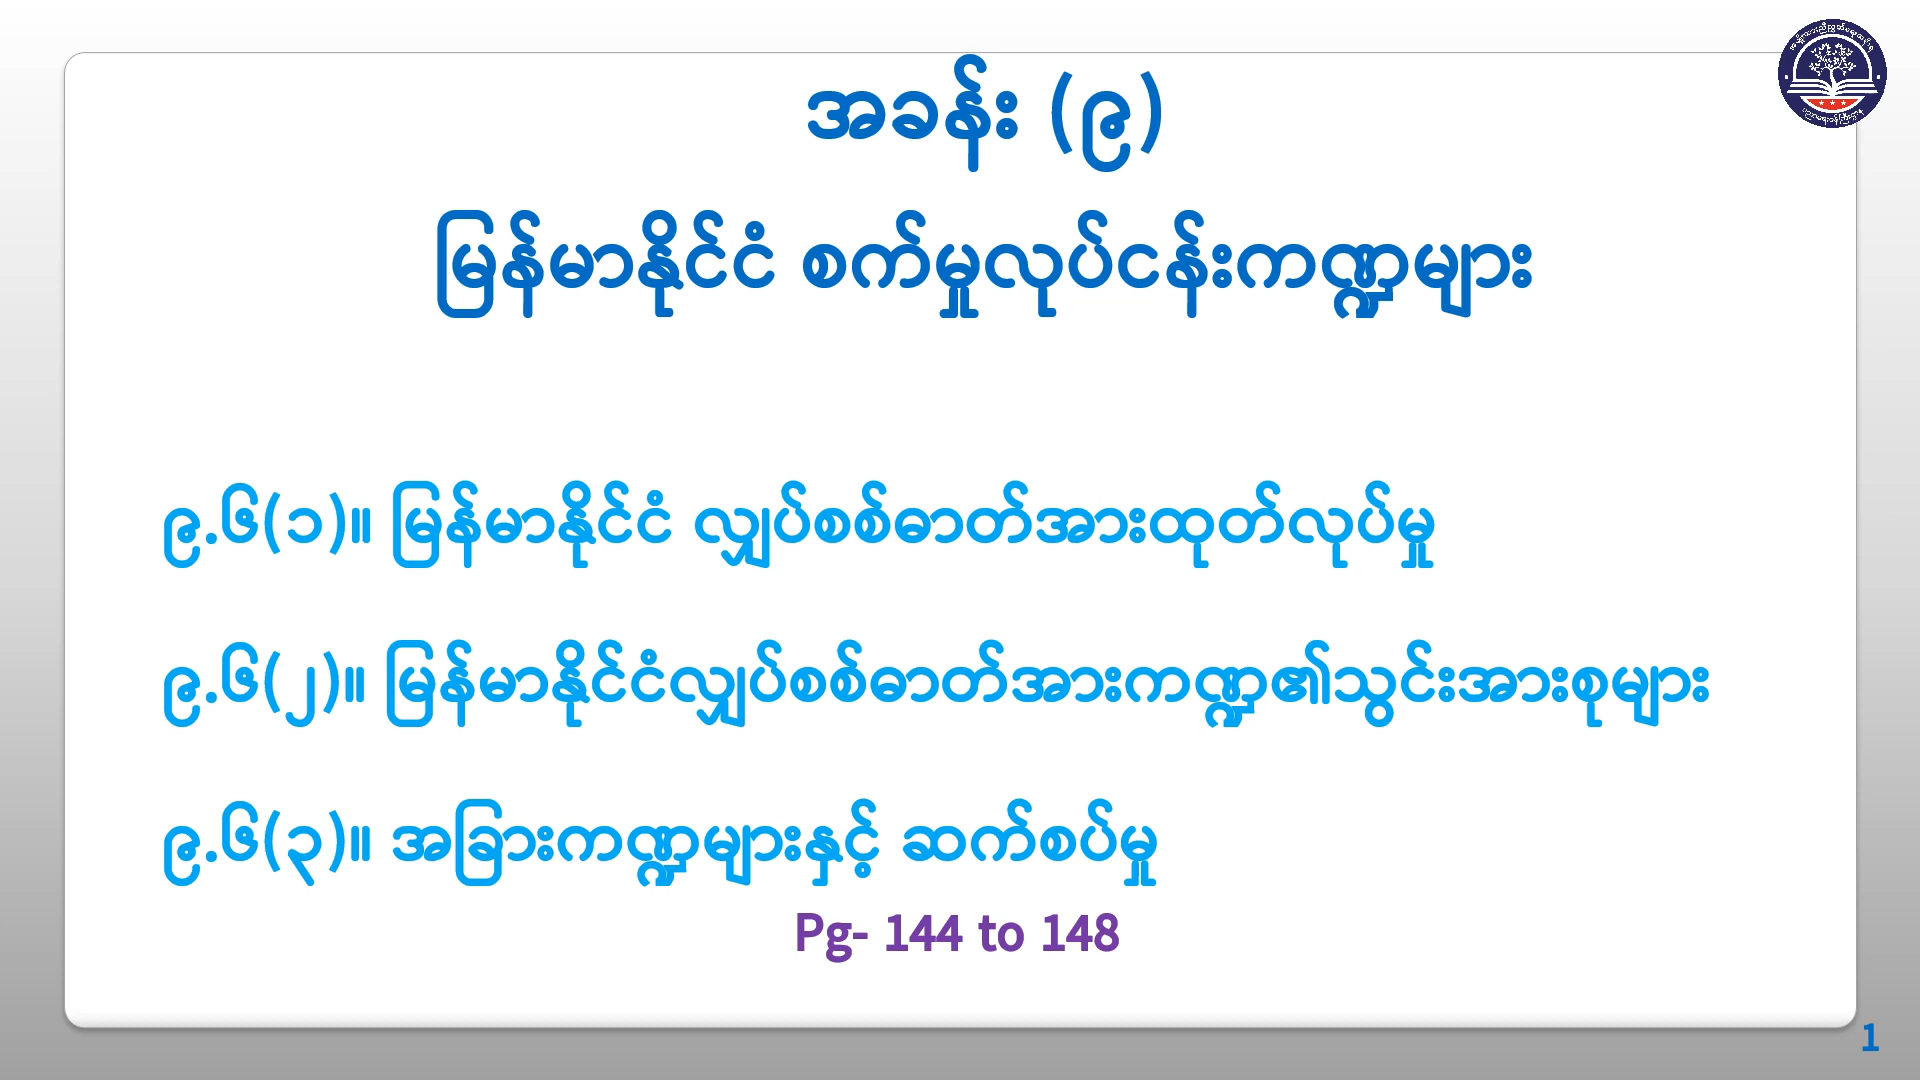 အခန်း (၉)
မြန်မာနိုင်ငံ စက်မှုလုပ်ငန်းကဏ္ဍများ
၉.၆(၁)။ မြန်မာနိုင်ငံ လျှပ်စစ်ဓာတ်အားထုတ်လုပ်မှု
၉.၆(၂)။ မြန်မာနိုင်ငံလျှပ်စစ်ဓာတ်အားကဏ္ဍ၏သွင်းအားစုများ
၉.၆(၃)။ အခြားကဏ္ဍများနှင့် ဆက်စပ်မှု
Pg- 144 to 148
1